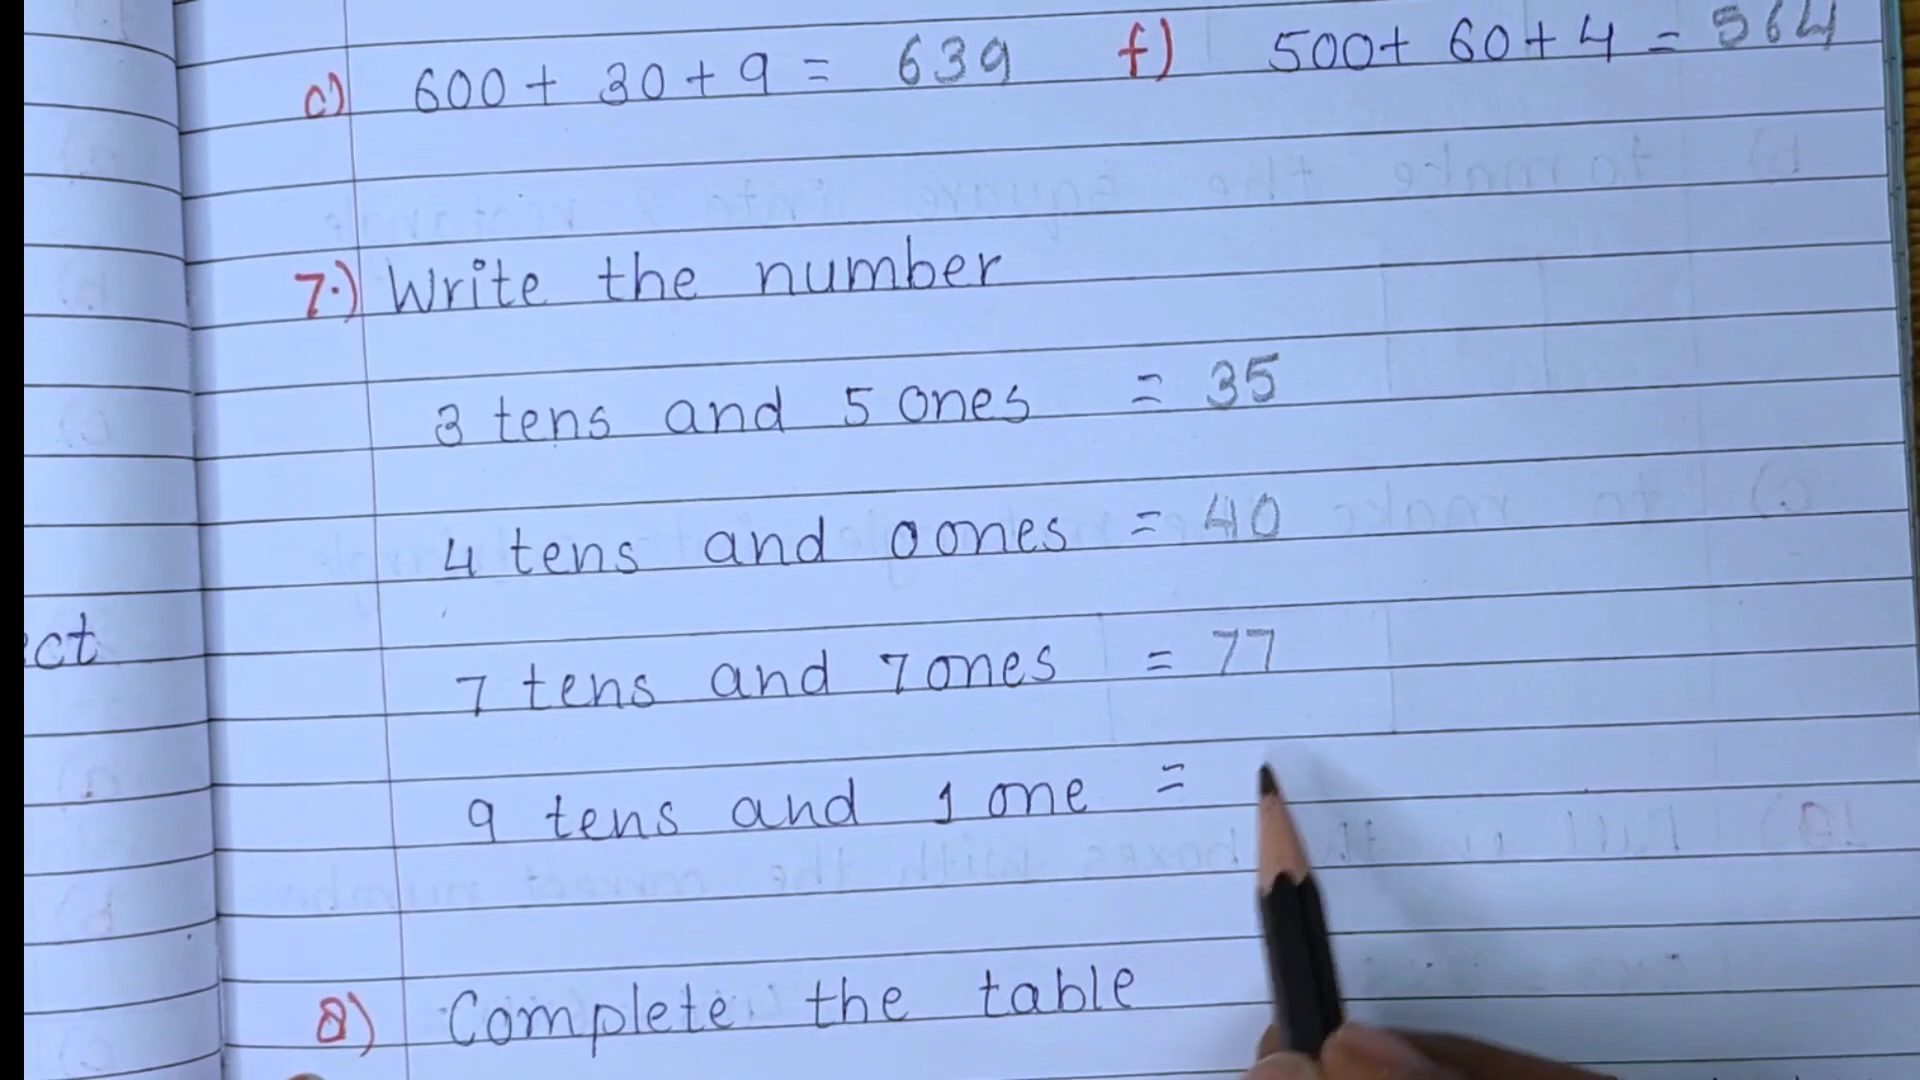 c) 600 + 30 + 9 = 639 f) 500 + 60 + 4 = 564
7.) Write the number
3 tens and 5 ones = 35
4 tens and 0 ones = 40
7 tens and 7 ones = 77
ect
9 tens and 1 one =
8) Complete the table